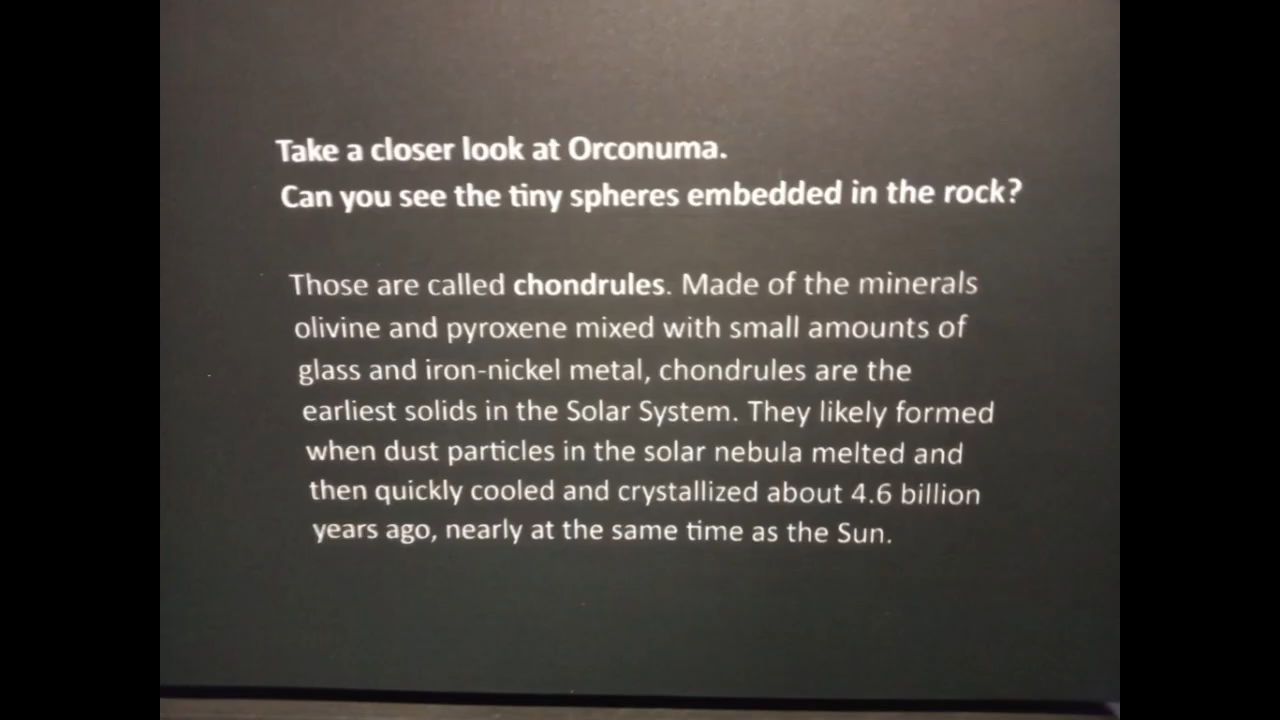 Take a closer look at Orconuma.
Can you see the tiny spheres embedded in the rock?
Those are called chondrules. Made of the minerals
olivine and pyroxene mixed with small amounts of
glass and iron-nickel metal, chondrules are the
earliest solids in the Solar System. They likely formed
when dust particles in the solar nebula melted and
then quickly cooled and crystallized about 4.6 billion
years ago, nearly at the same time as the Sun.